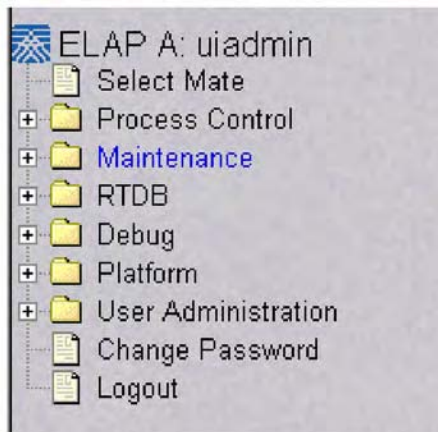 ELAP A: uiadmin
Select Mate
Process Control
Maintenance
RTDB
Debug
Platform
User Administration
Change Password
Logout